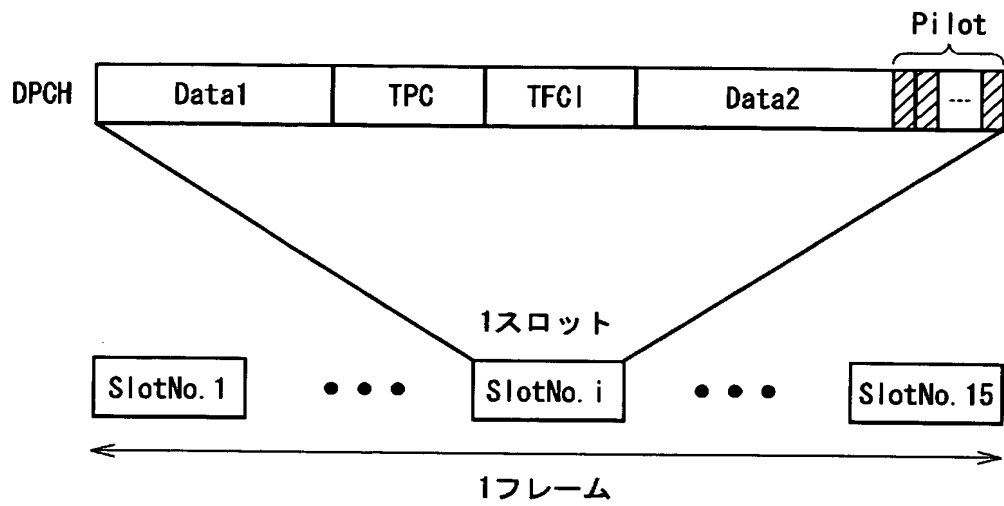 Pilot
DPCH Data1 TPC TFCI Data2 ---
1スロット
SlotNo.1 ••• SlotNo.i ••• SlotNo.15
1フレーム